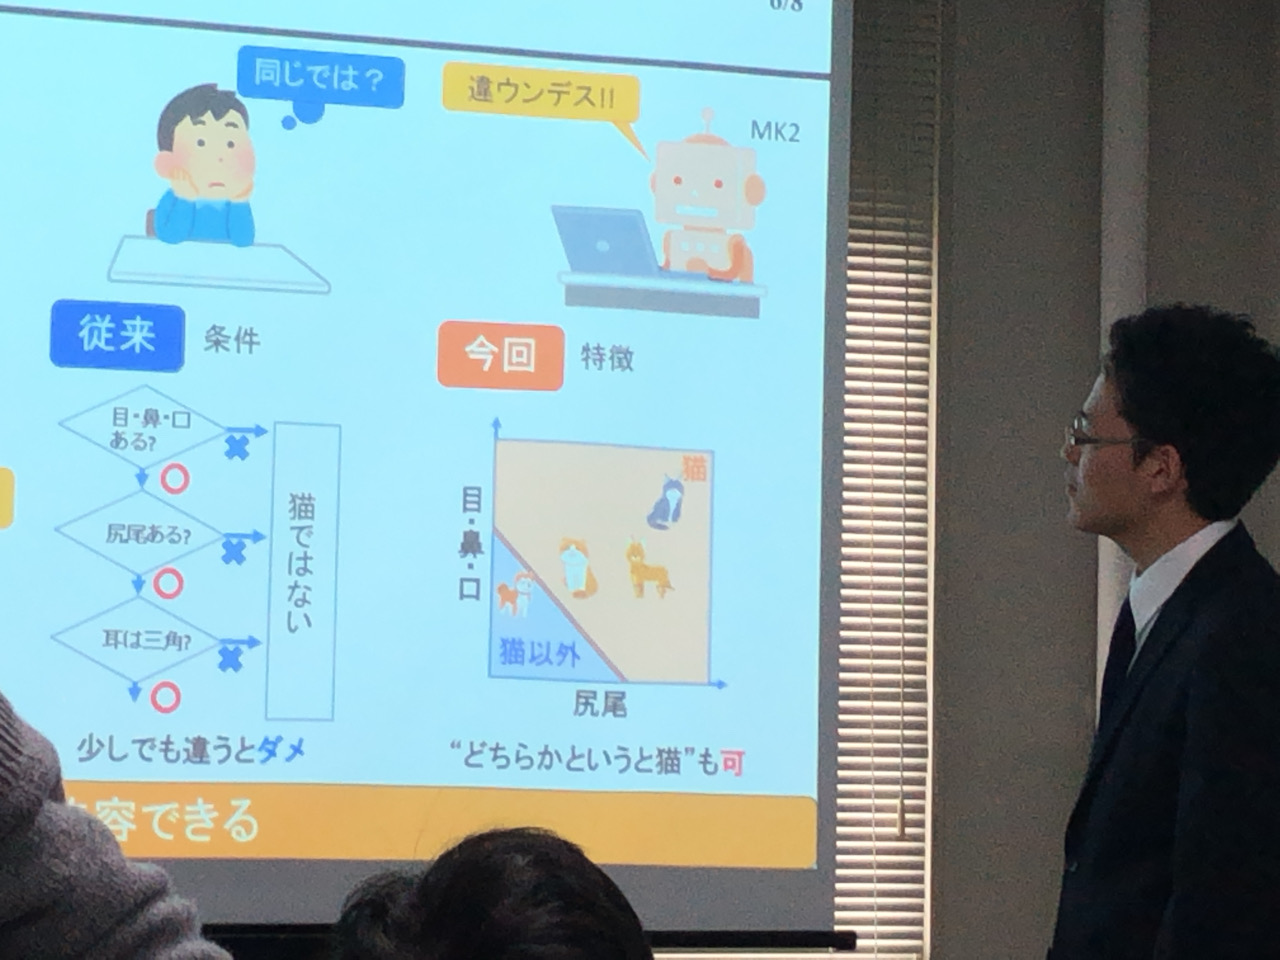 6/8
同じでは？
違ウンデス!!
MK2
従来
条件
目・鼻・口
ある?
尻尾ある?
耳は三角?
猫ではない
少しでも違うとダメ
今回
特徴
目・鼻・口
猫
猫以外
尻尾
“どちらかというと猫”も可
容できる